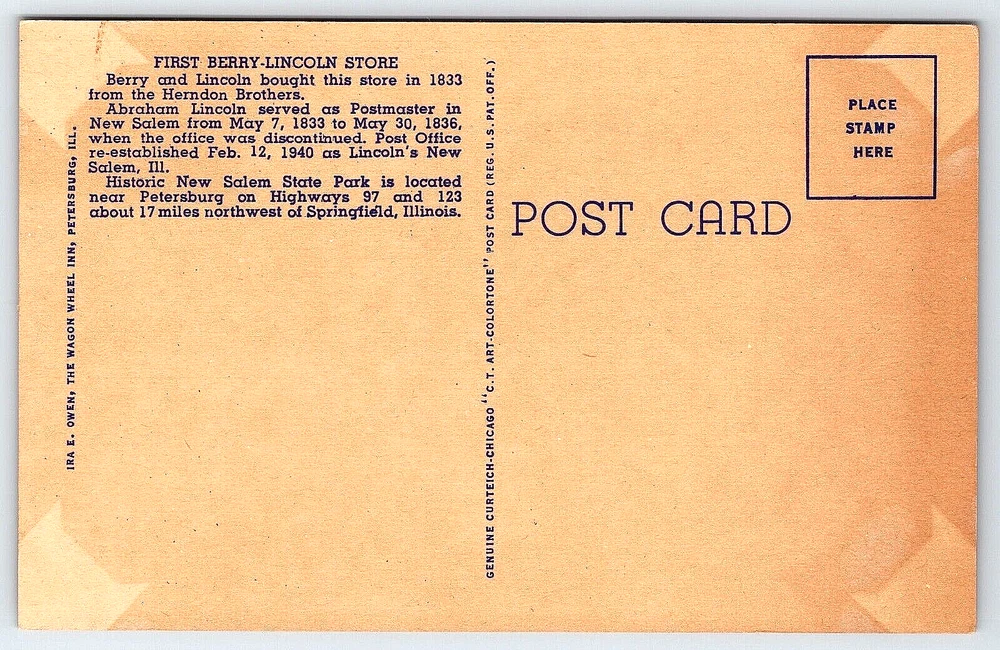 FIRST BERRY-LINCOLN STORE
Berry and Lincoln bought this store in 1833
from the Herndon Brothers.
Abraham Lincoln served as Postmaster in
New Salem from May 7, 1833 to May 30, 1836,
when the office was discontinued. Post Office
re-established Feb. 12, 1940 as Lincoln's New
Salem, Ill.
Historic New Salem State Park is located
near Petersburg on Highways 97 and 123
about 17 miles northwest of Springfield, Illinois.
IRA E. OWEN, THE WAGON WHEEL INN, PETERSBURG, ILL.
GENUINE CURTEICH-CHICAGO "C.T. ART-COLORTONE" POST CARD (REG. U.S. PAT. OFF.)
POST CARD
PLACE
STAMP
HERE